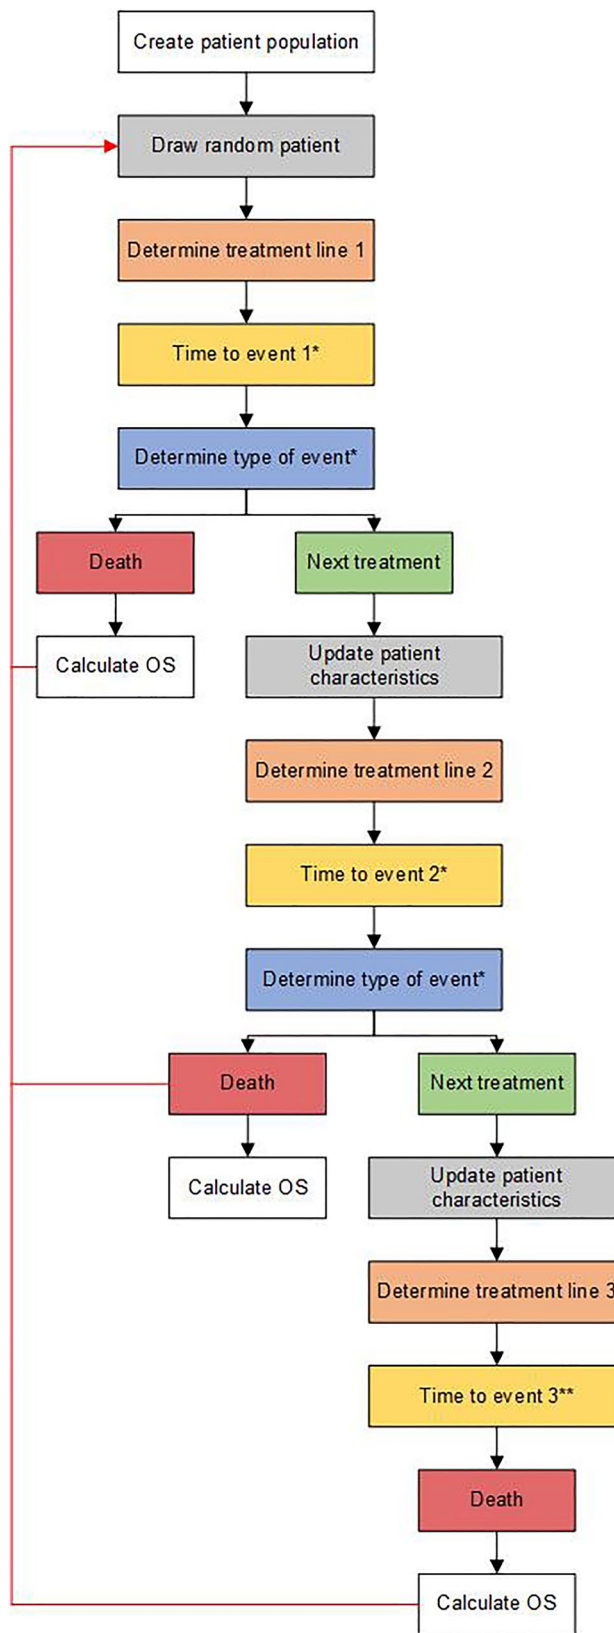 Create patient population
Draw random patient
Determine treatment line 1
Time to event 1*
Determine type of event*
Death
Next treatment
Calculate OS
Update patient
characteristics
Determine treatment line 2
Time to event 2*
Determine type of event*
Death
Next treatment
Calculate OS
Update patient
characteristics
Determine treatment line 3
Time to event 3**
Death
Calculate OS